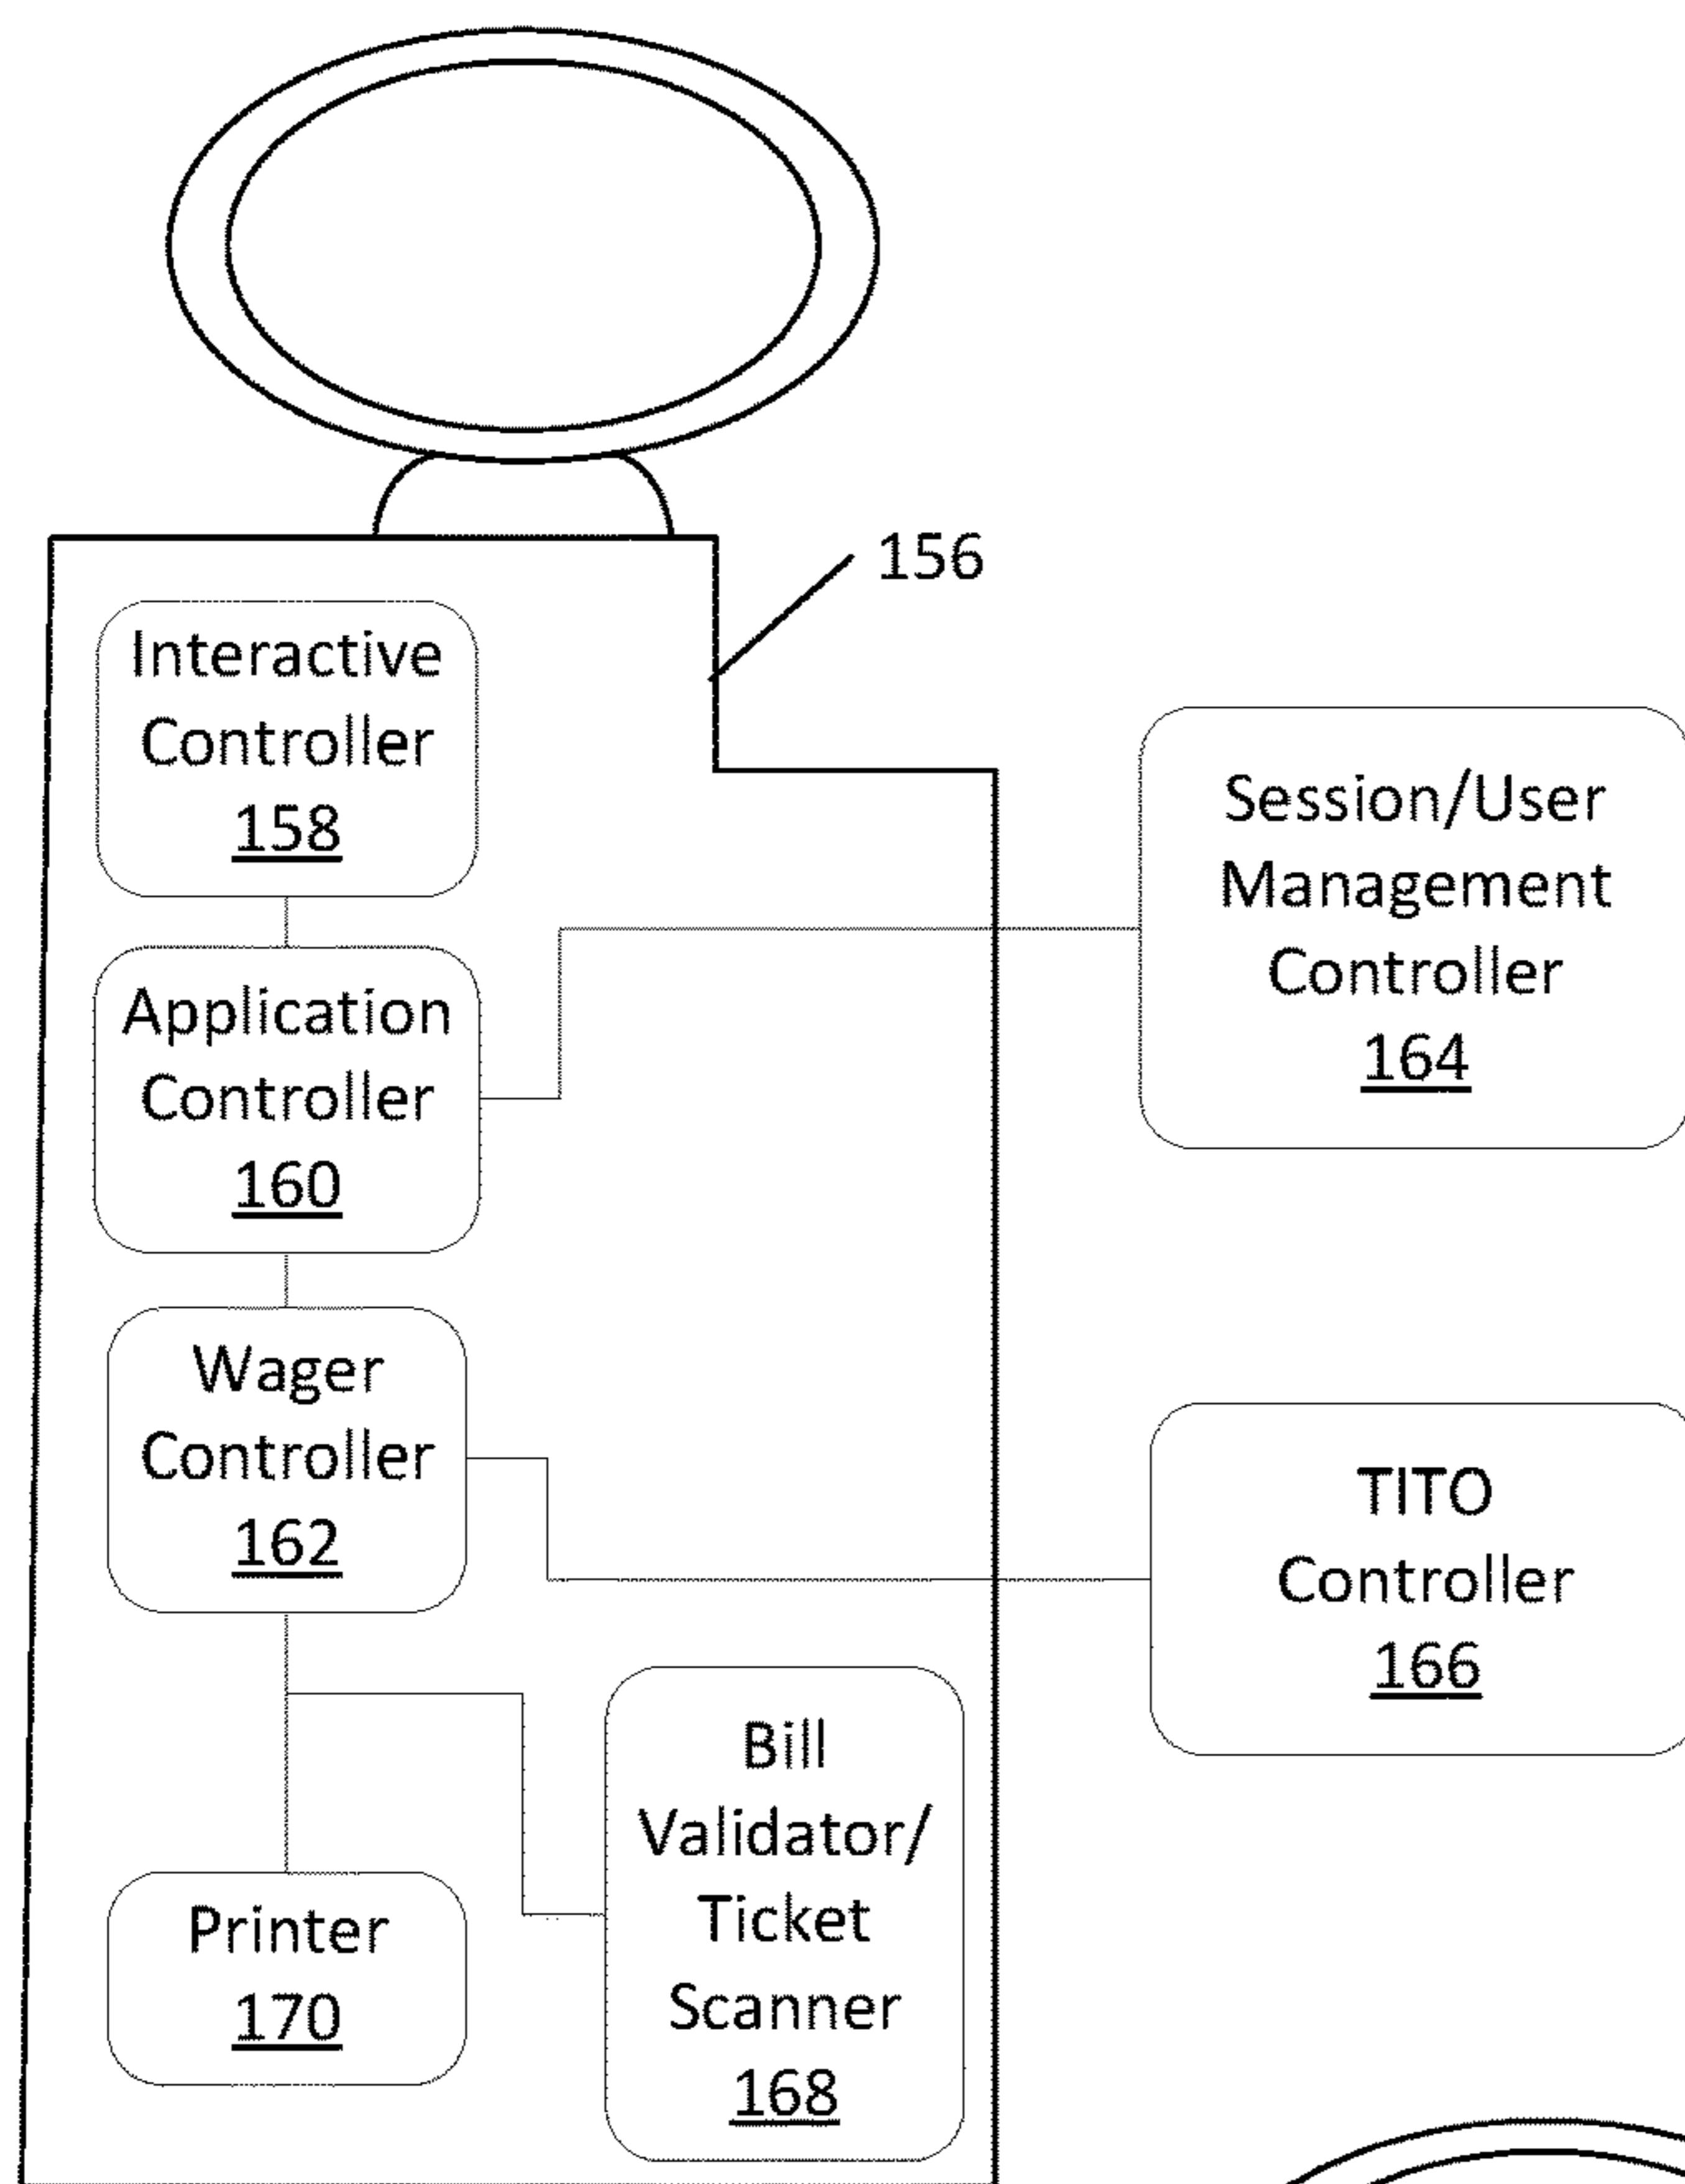 156
Interactive
Controller
158
Session/User
Management
Controller
164
Application
Controller
160
Wager
Controller
162
TITO
Controller
166
Bill
Validator/
Ticket
Scanner
168
Printer
170